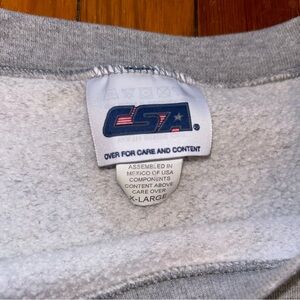 CSA®
OVER FOR CARE AND CONTENT
ASSEMBLED IN
MEXICO OF USA
COMPONENTS
CONTENT ABOVE
CARE OVER
X-LARGE